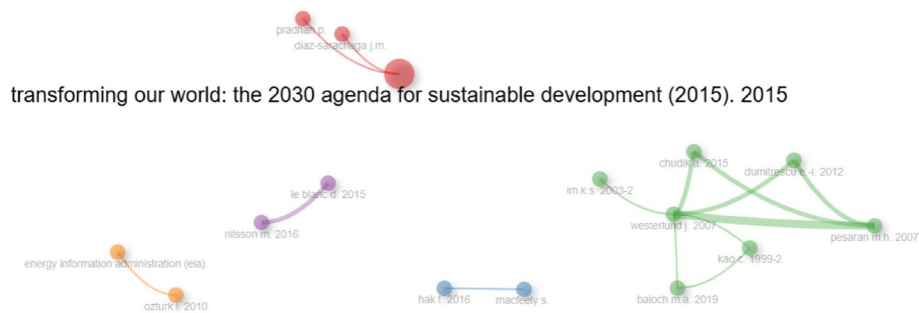 pradhan p.
diaz-sarachaga j.m.
transforming our world: the 2030 agenda for sustainable development (2015). 2015
chudik a. 2015
dumitrescu e.-i. 2012
im k.s. 2003-2
le blanc d. 2015
westerlund j. 2007
nilsson m. 2016
pesaran m.h. 2007
energy information administration (eia).
kao c. 1999-2
ozturk i. 2010
hak t. 2016
macfeely s.
baloch m.a. 2019